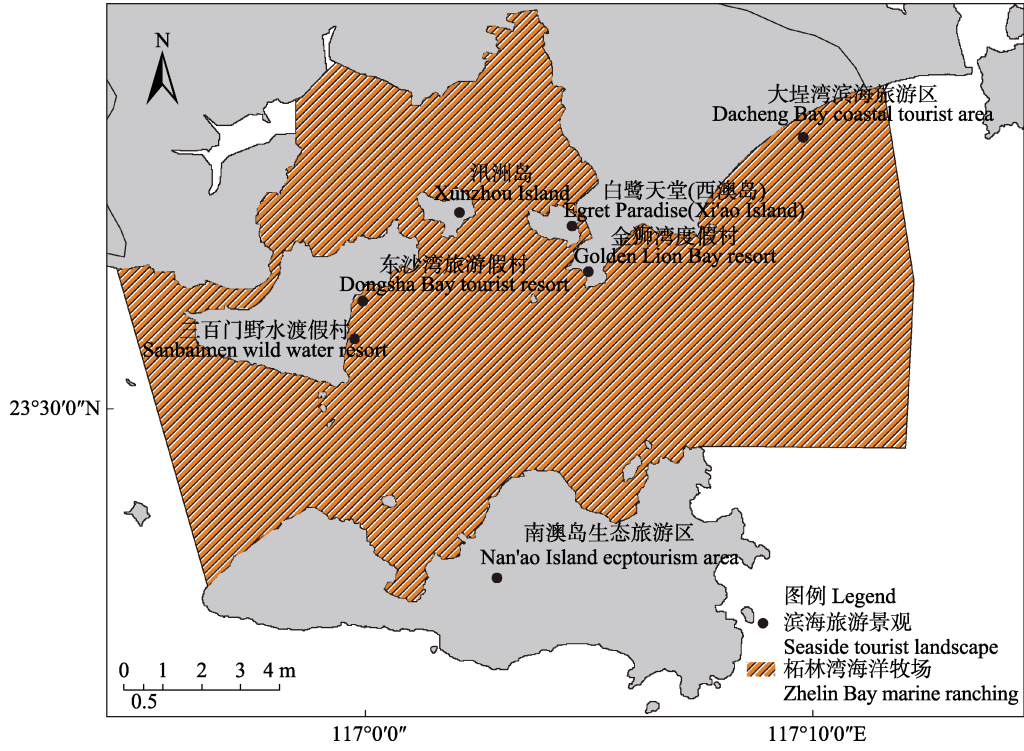 N
大埕湾滨海旅游区
Dacheng Bay coastal tourist area
汛洲岛
Xunzhou Island
白鹭天堂(西澳岛)
Egret Paradise(Xi'ao Island)
金狮湾度假村
Golden Lion Bay resort
东沙湾旅游假村
Dongsha Bay tourist resort
三百门野水渡假村
Sanbaimen wild water resort
23°30′0″N
南澳岛生态旅游区
Nan'ao Island ecptourism area
图例 Legend
滨海旅游景观
Seaside tourist landscape
柘林湾海洋牧场
Zhelin Bay marine ranching
0 1 2 3 4 m
0.5
117°0′0″
117°10′0″E